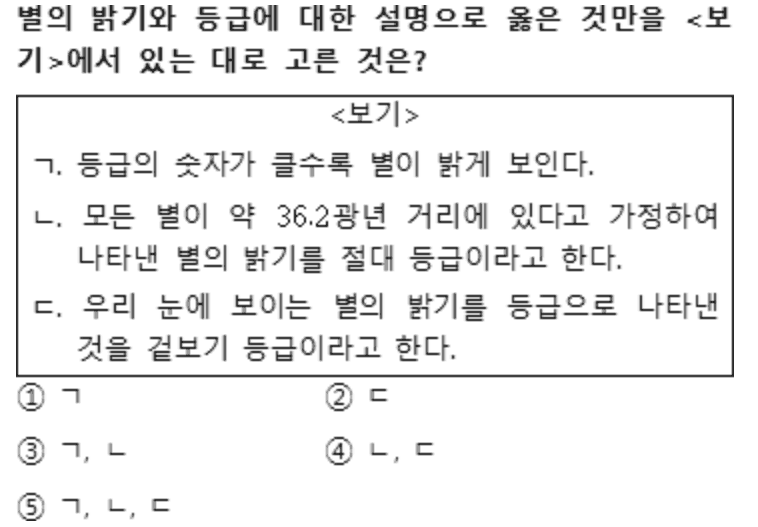 별의 밝기와 등급에 대한 설명으로 옳은 것만을 <보
기>에서 있는 대로 고른 것은?
<보기>
ㄱ. 등급의 숫자가 클수록 별이 밝게 보인다.
ㄴ. 모든 별이 약 36.2광년 거리에 있다고 가정하여
나타낸 별의 밝기를 절대 등급이라고 한다.
ㄷ. 우리 눈에 보이는 별의 밝기를 등급으로 나타낸
것을 겉보기 등급이라고 한다.
① ㄱ ② ㄷ
③ ㄱ, ㄴ ④ ㄴ, ㄷ
⑤ ㄱ, ㄴ, ㄷ